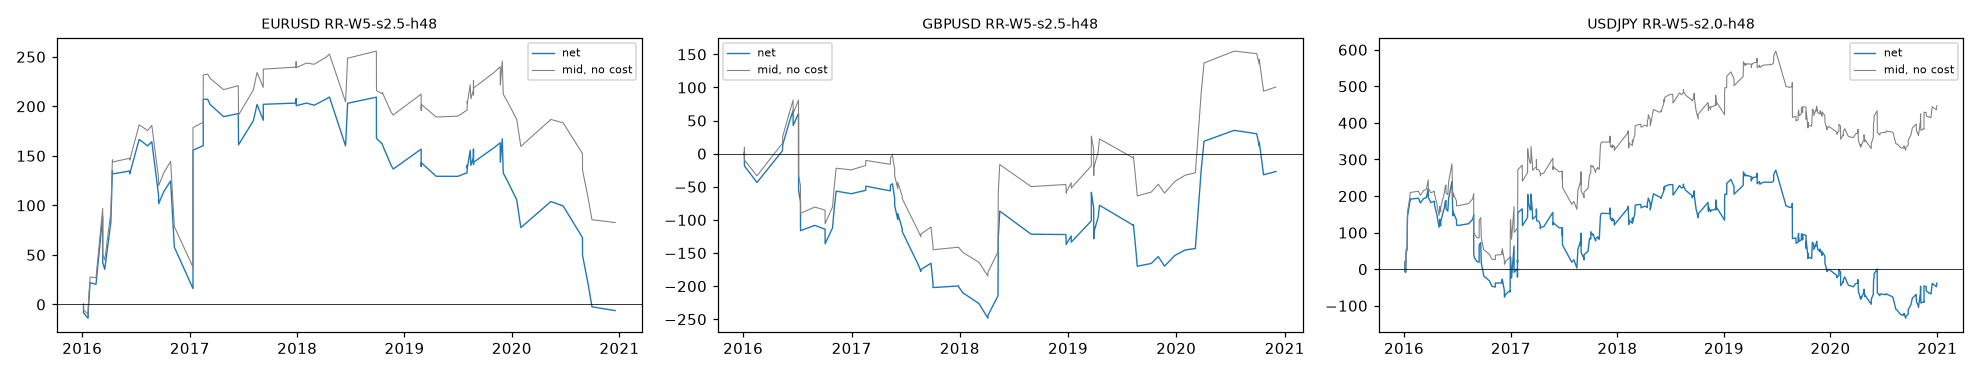 EURUSD RR-W5-s2.5-h48
net
mid, no cost
250
200
150
100
50
0
2016 2017 2018 2019 2020 2021
GBPUSD RR-W5-s2.5-h48
net
mid, no cost
150
100
50
0
−50
−100
−150
−200
−250
2016 2017 2018 2019 2020 2021
USDJPY RR-W5-s2.0-h48
net
mid, no cost
600
500
400
300
200
100
0
−100
2016 2017 2018 2019 2020 2021